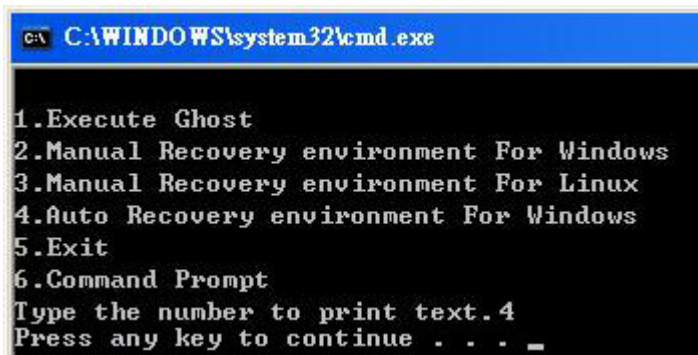 C:\WINDOWS\system32\cmd.exe
1.Execute Ghost
2.Manual Recovery environment For Windows
3.Manual Recovery environment For Linux
4.Auto Recovery environment For Windows
5.Exit
6.Command Prompt
Type the number to print text.4
Press any key to continue . . . _